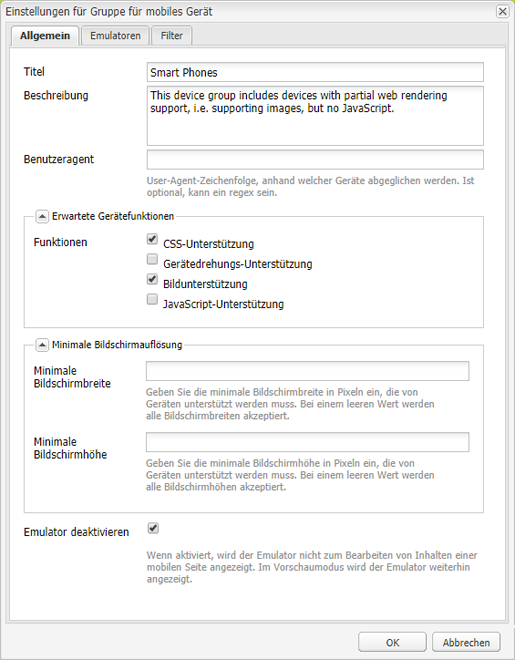 Einstellungen für Gruppe für mobiles Gerät
Allgemein Emulatoren Filter
Titel Smart Phones
Beschreibung This device group includes devices with partial web rendering
support, i.e. supporting images, but no JavaScript.
Benutzeragent
User-Agent-Zeichenfolge, anhand welcher Geräte abgeglichen werden. Ist
optional, kann ein regex sein.
Erwartete Gerätefunktionen
Funktionen CSS-Unterstützung
Gerätedrehungs-Unterstützung
Bildunterstützung
JavaScript-Unterstützung
Minimale Bildschirmauflösung
Minimale
Bildschirmbreite
Geben Sie die minimale Bildschirmbreite in Pixeln ein, die von
Geräten unterstützt werden muss. Bei einem leeren Wert werden
alle Bildschirmbreiten akzeptiert.
Minimale
Bildschirmhöhe
Geben Sie die minimale Bildschirmhöhe in Pixeln ein, die von
Geräten unterstützt werden muss. Bei einem leeren Wert werden
alle Bildschirmhöhen akzeptiert.
Emulator deaktivieren
Wenn aktiviert, wird der Emulator nicht zum Bearbeiten von Inhalten einer
mobilen Seite angezeigt. Im Vorschaumodus wird der Emulator weiterhin
angezeigt.
OK Abbrechen